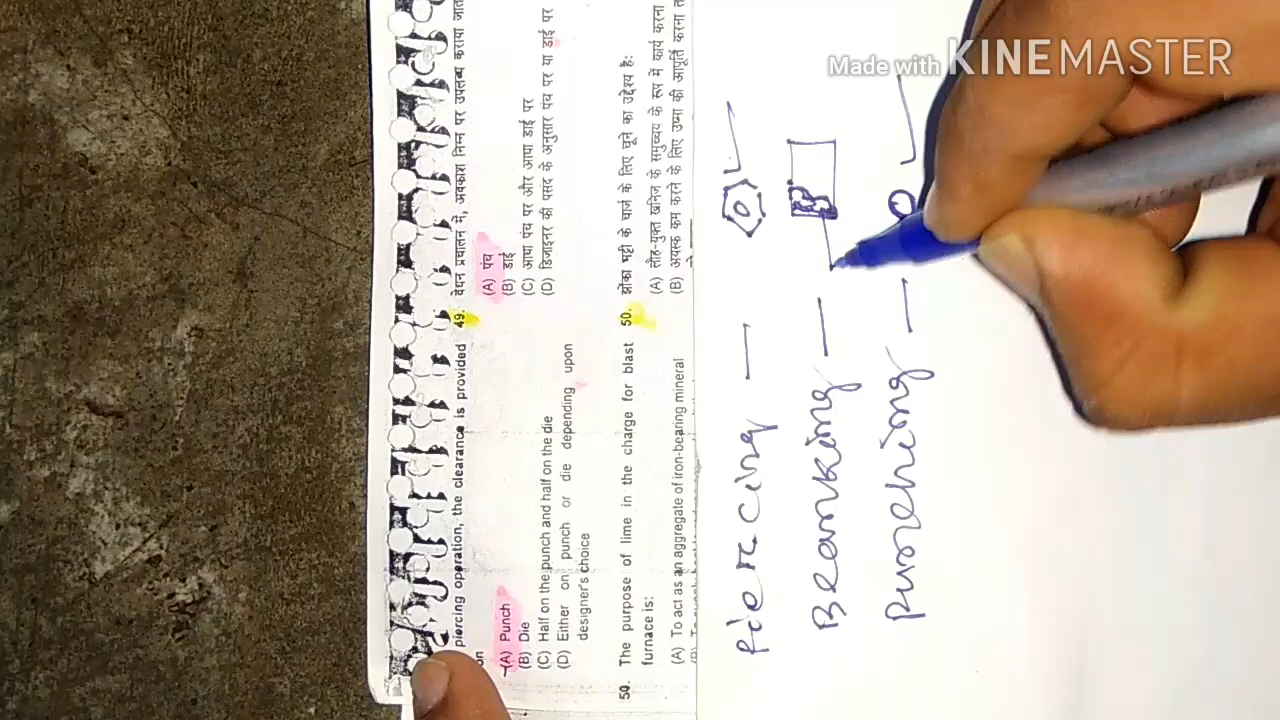 Made with KINEMASTER
piercing operation, the clearance is provided
on
(A) Punch
(B) Die
(C) Half on the punch and half on the die
(D) Either on punch or die depending upon
designer's choice
50. The purpose of lime in the charge for blast
furnace is:
(A) To act as an aggregate of iron-bearing mineral
49. वेधन प्रचालन में, अवकाश निम्न पर उपलब्ध कराया जात
(A) पंच
(B) डाई
(C) आधा पंच पर और आधा डाई पर
(D) डिजाइनर की पसंद के अनुसार पंच पर या डाई पर
50. झोंका भट्टी के चार्ज के लिए चूने का उद्देश्य है:
(A) लौह-युक्त खनिज के समुच्चय के रूप में कार्य करना
(B) अयस्क कम करने के लिए उष्मा की आपूर्ति करना त
Piercing —
Beanking —
Punching —